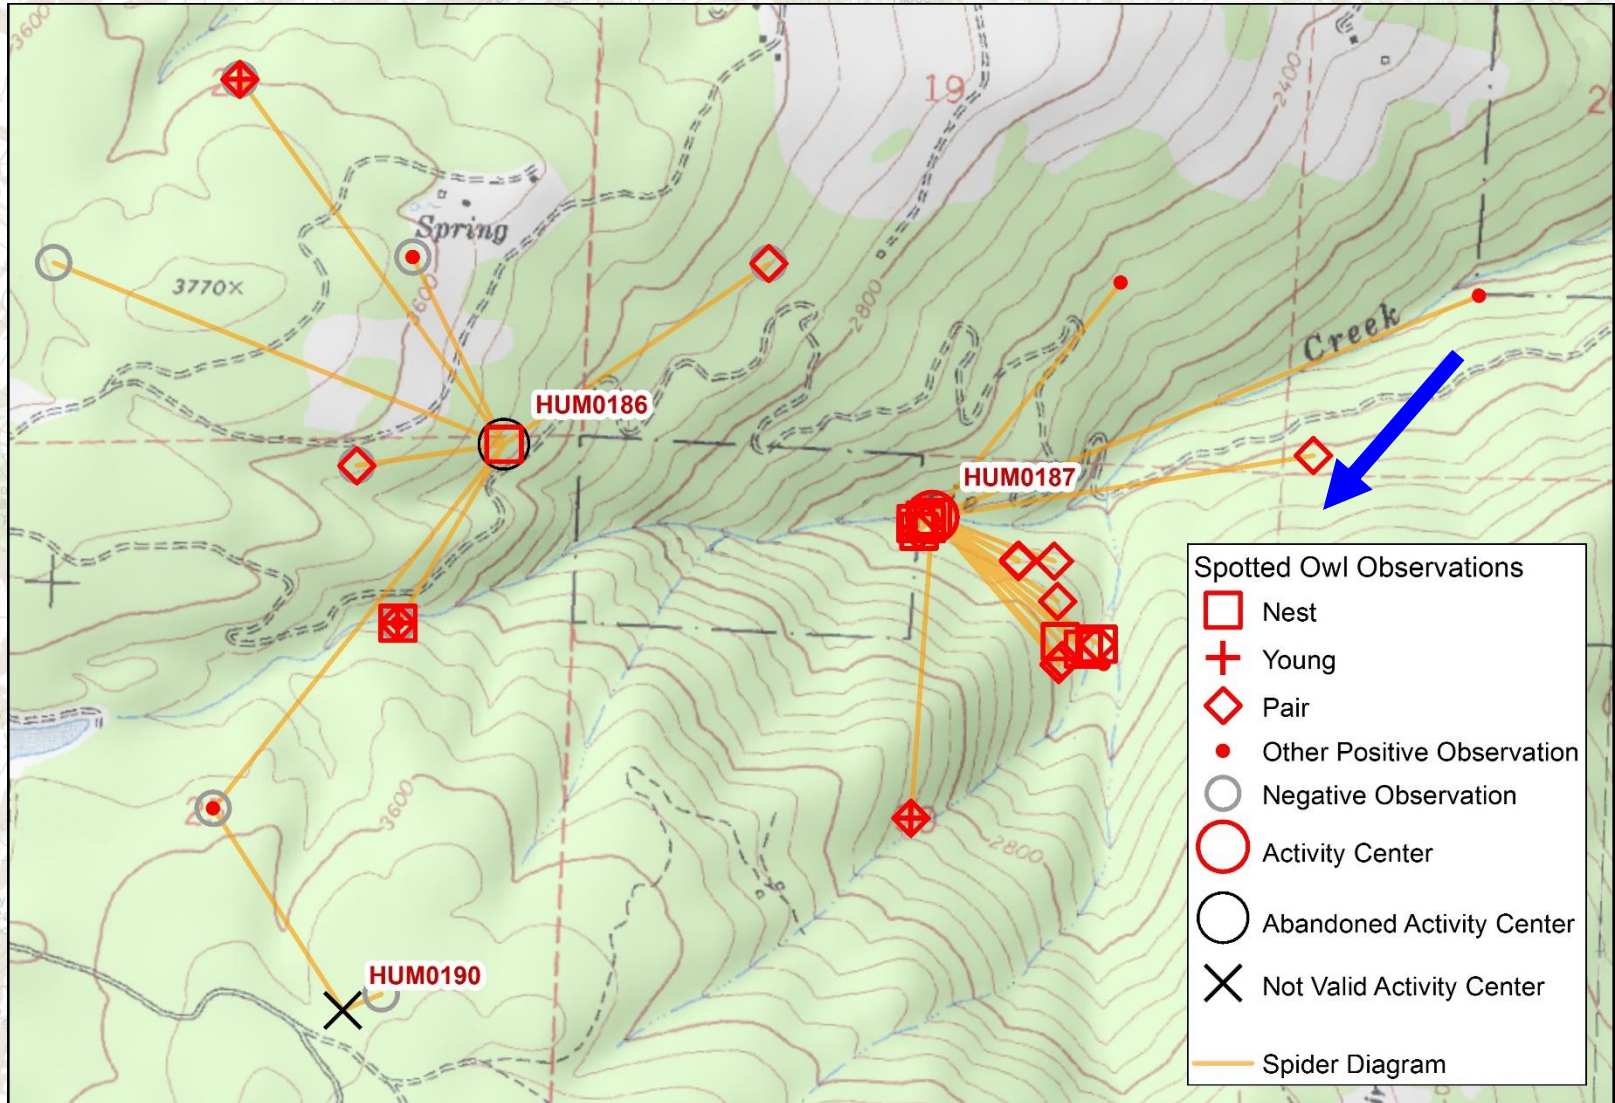 3600
19
2400
Spring
3770×
3600
2800
Creek
HUM0186
HUM0187
Spotted Owl Observations
Nest
Young
Pair
Other Positive Observation
Negative Observation
Activity Center
Abandoned Activity Center
Not Valid Activity Center
Spider Diagram
3600
2800
HUM0190